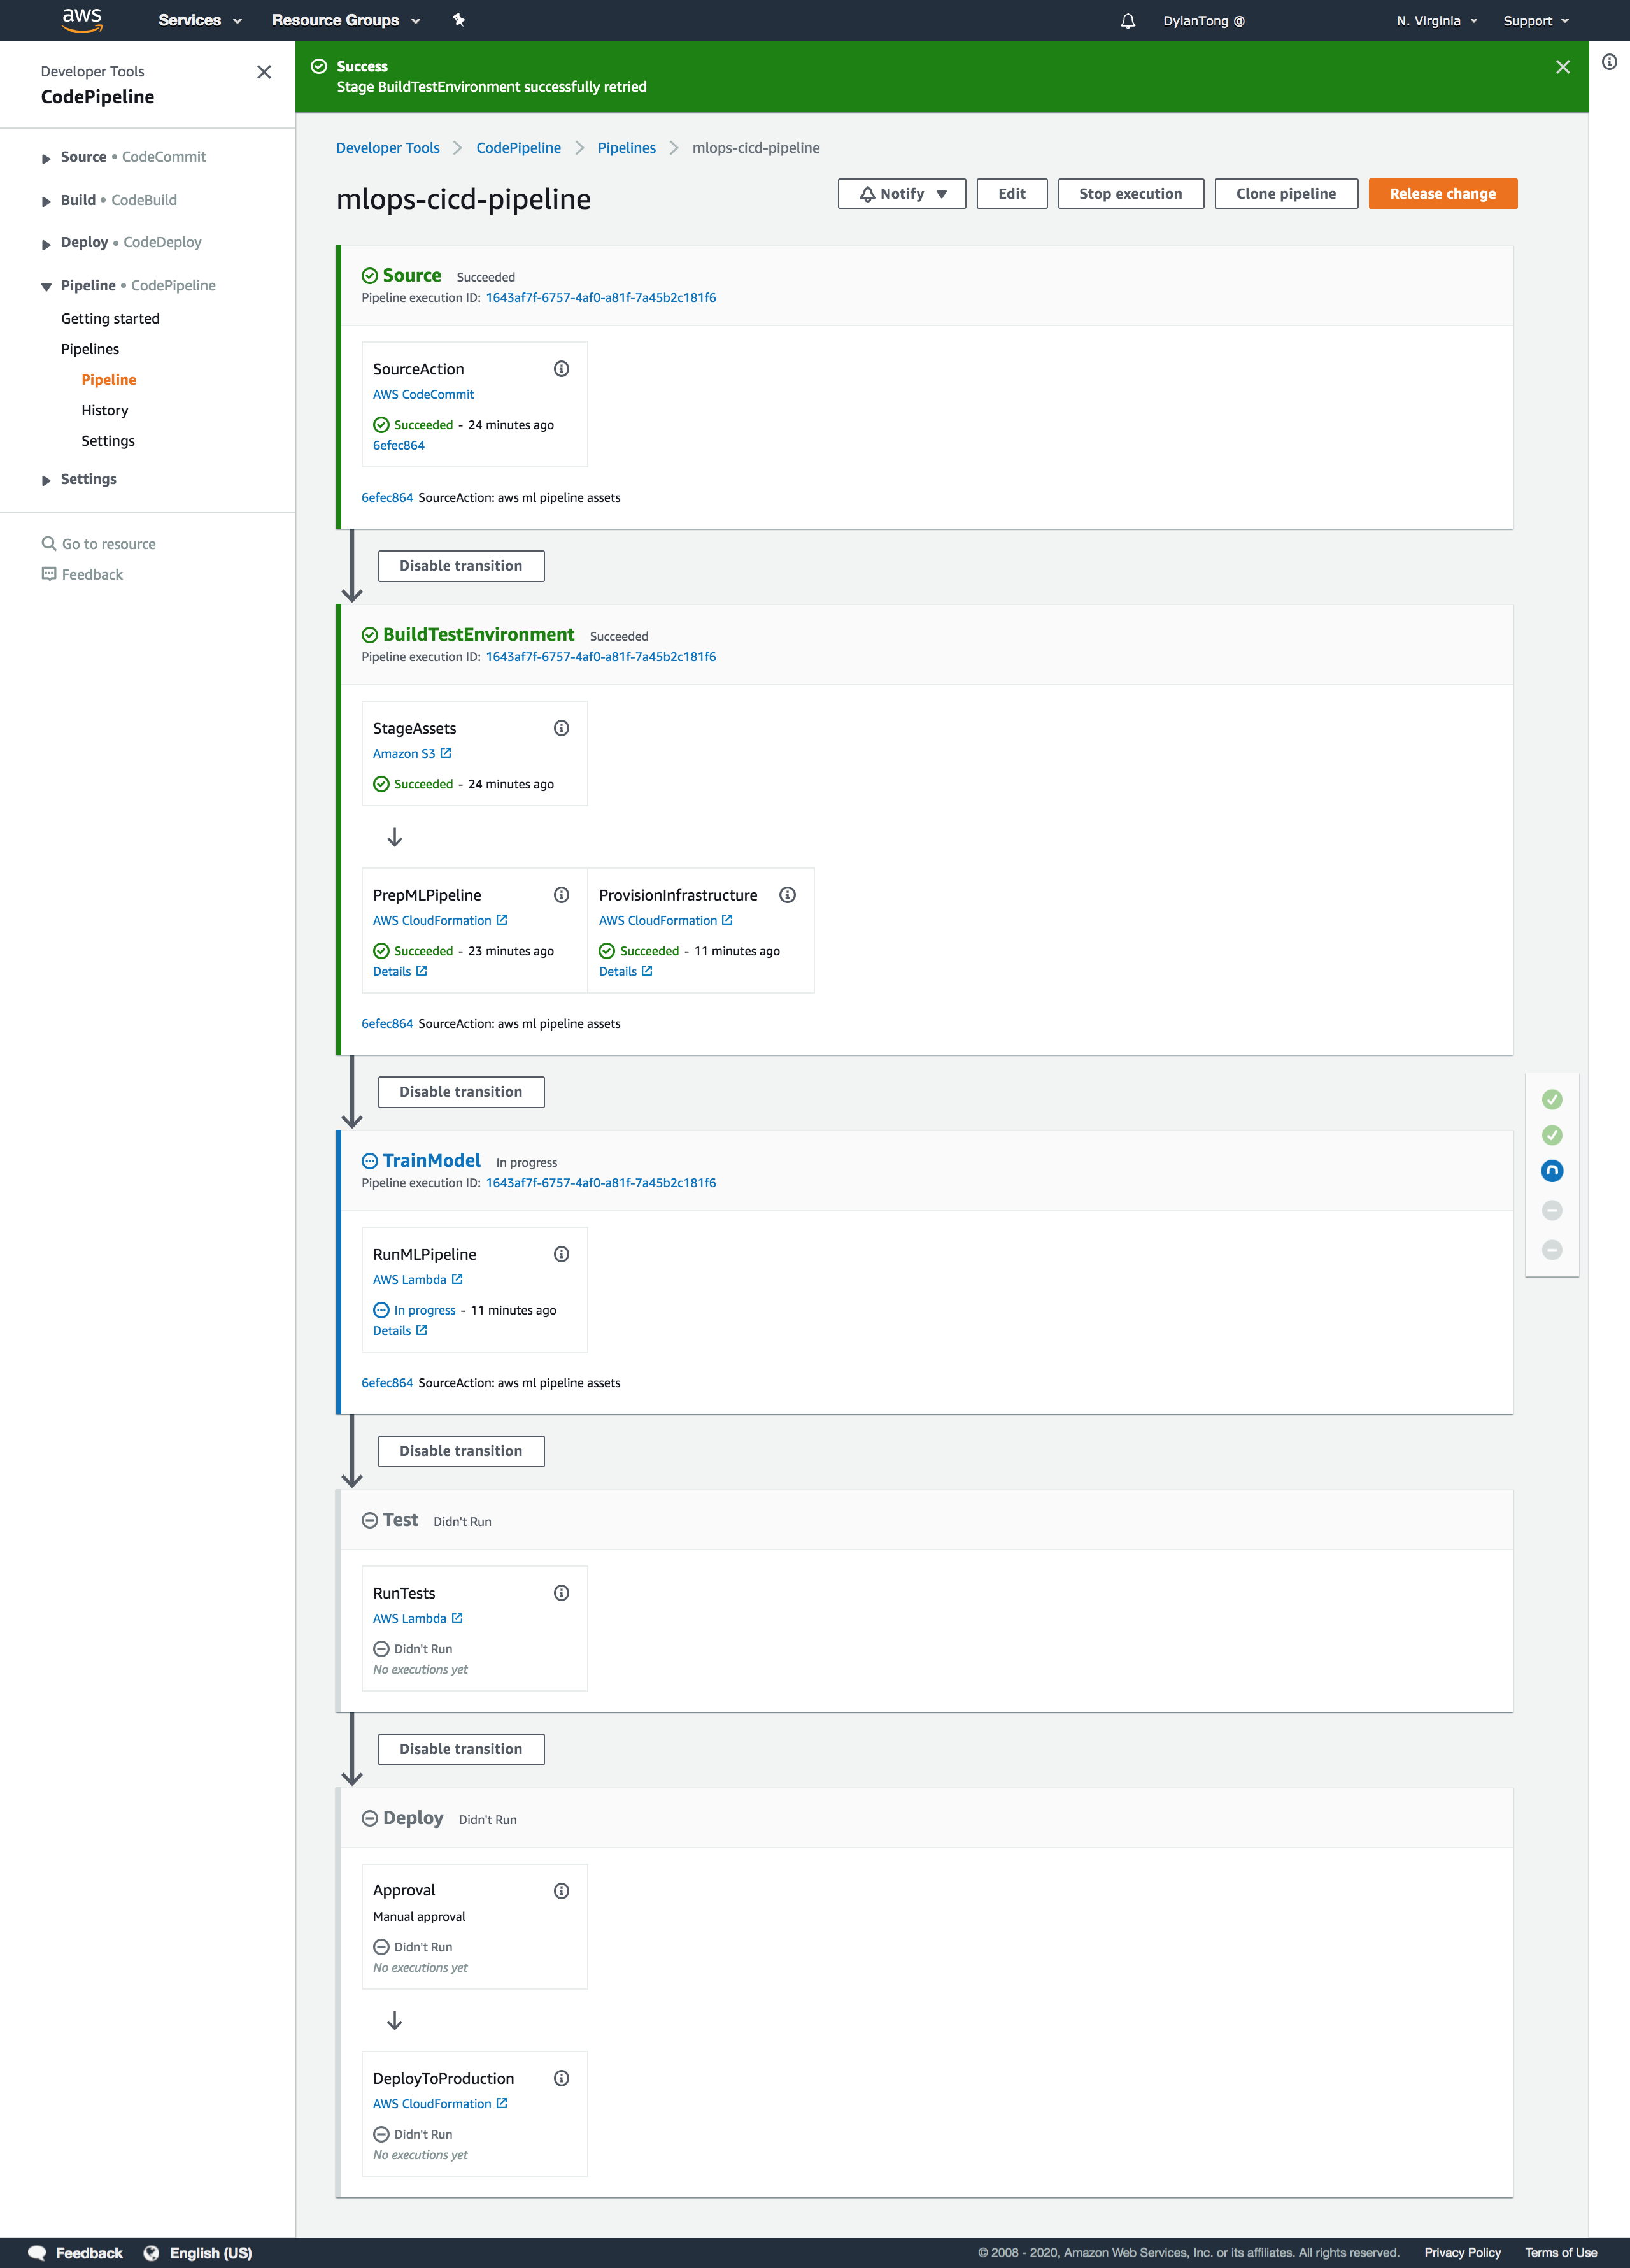 aws Services Resource Groups DylanTong @ N. Virginia Support
Developer Tools
CodePipeline
Source • CodeCommit
Build • CodeBuild
Deploy • CodeDeploy
Pipeline • CodePipeline
Getting started
Pipelines
Pipeline
History
Settings
Settings
Go to resource
Feedback
Success
Stage BuildTestEnvironment successfully retried
Developer Tools CodePipeline Pipelines mlops-cicd-pipeline
mlops-cicd-pipeline Notify Edit Stop execution Clone pipeline Release change
Source Succeeded
Pipeline execution ID: 1643af7f-6757-4af0-a81f-7a45b2c181f6
SourceAction
AWS CodeCommit
Succeeded - 24 minutes ago
6efec864
6efec864 SourceAction: aws ml pipeline assets
Disable transition
BuildTestEnvironment Succeeded
Pipeline execution ID: 1643af7f-6757-4af0-a81f-7a45b2c181f6
StageAssets
Amazon S3
Succeeded - 24 minutes ago
PrepMLPipeline ProvisionInfrastructure
AWS CloudFormation AWS CloudFormation
Succeeded - 23 minutes ago Succeeded - 11 minutes ago
Details Details
6efec864 SourceAction: aws ml pipeline assets
Disable transition
TrainModel In progress
Pipeline execution ID: 1643af7f-6757-4af0-a81f-7a45b2c181f6
RunMLPipeline
AWS Lambda
In progress - 11 minutes ago
Details
6efec864 SourceAction: aws ml pipeline assets
Disable transition
Test Didn't Run
RunTests
AWS Lambda
Didn't Run
No executions yet
Disable transition
Deploy Didn't Run
Approval
Manual approval
Didn't Run
No executions yet
DeployToProduction
AWS CloudFormation
Didn't Run
No executions yet
Feedback English (US) © 2008 - 2020, Amazon Web Services, Inc. or its affiliates. All rights reserved. Privacy Policy Terms of Use